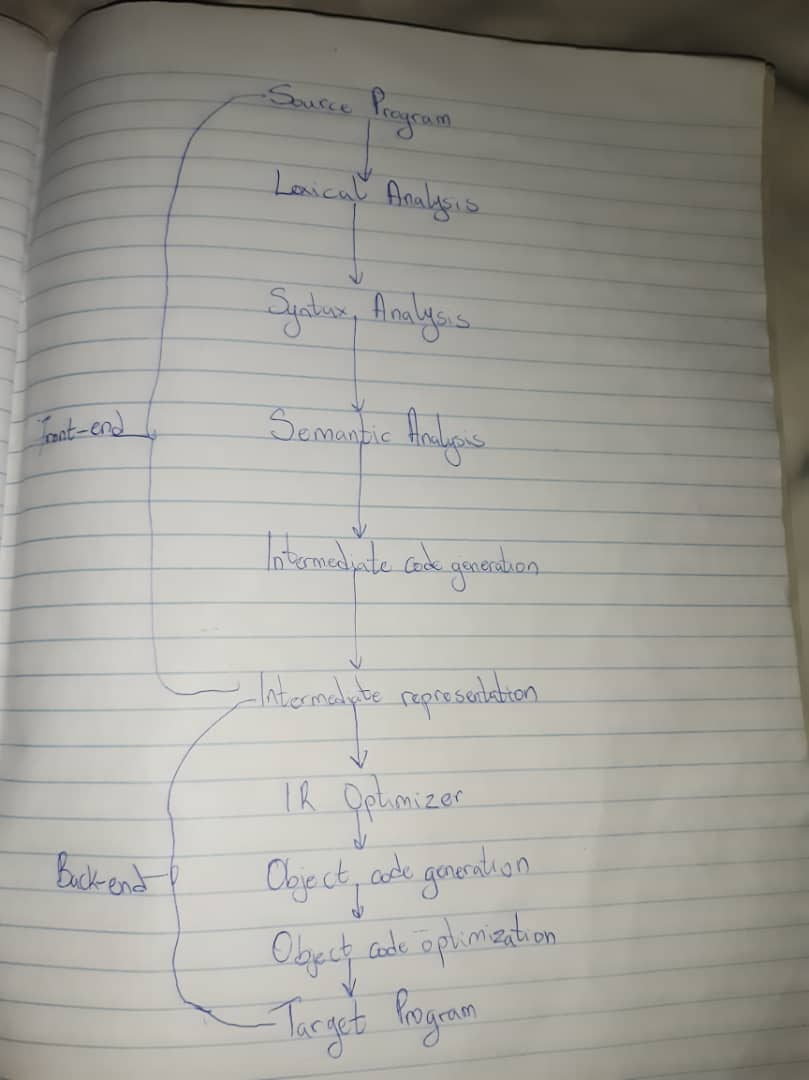 Source Program
Lexical Analysis
Syntax Analysis
Front-end
Semantic Analysis
Intermediate code generation
Intermediate representation
IR Optimizer
Back-end
Object code generation
Object code optimization
Target Program